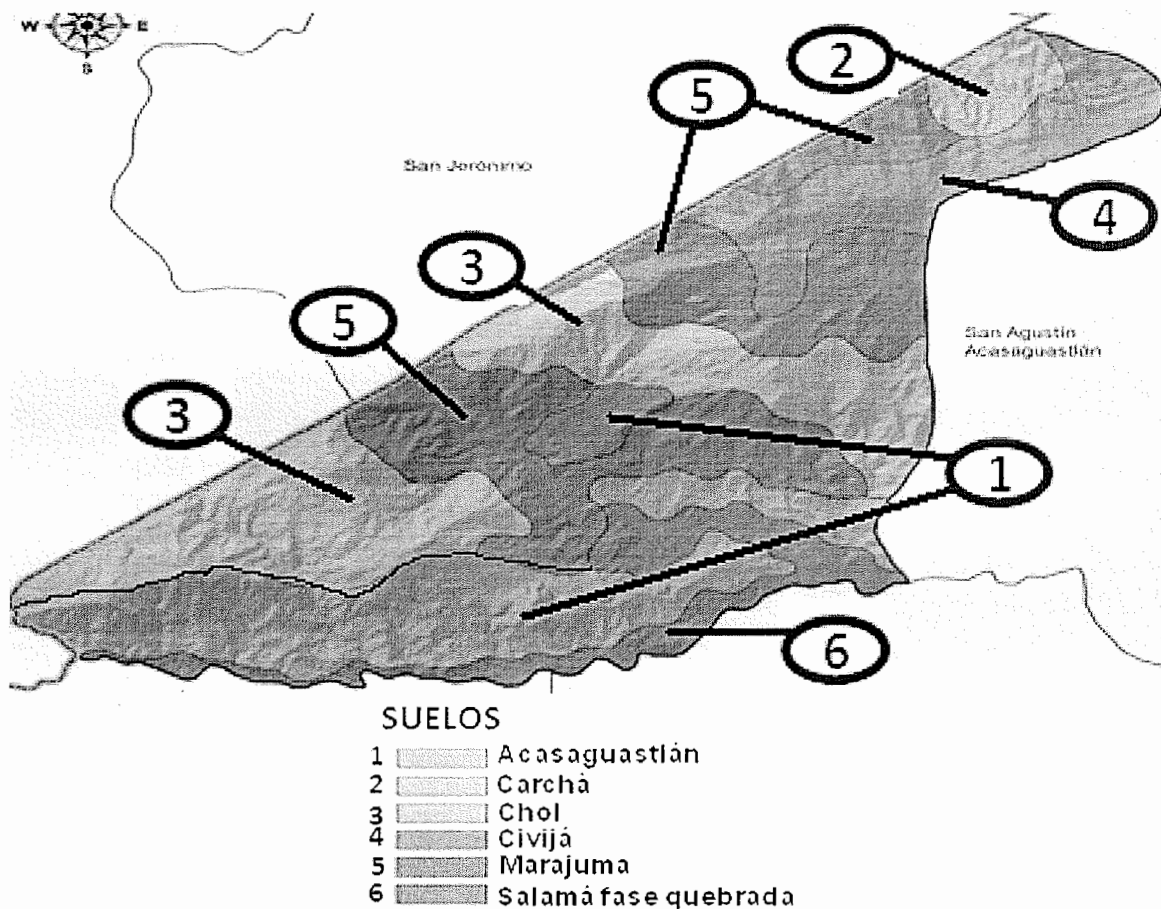 W E
S
2
5
San Jerónimo
4
3
5
San Agustín
Acasaguastlán
3
1
6
SUELOS
1 Acasaguastlán
2 Carchá
3 Chol
4 Civijá
5 Marajuma
6 Salamá fase quebrada